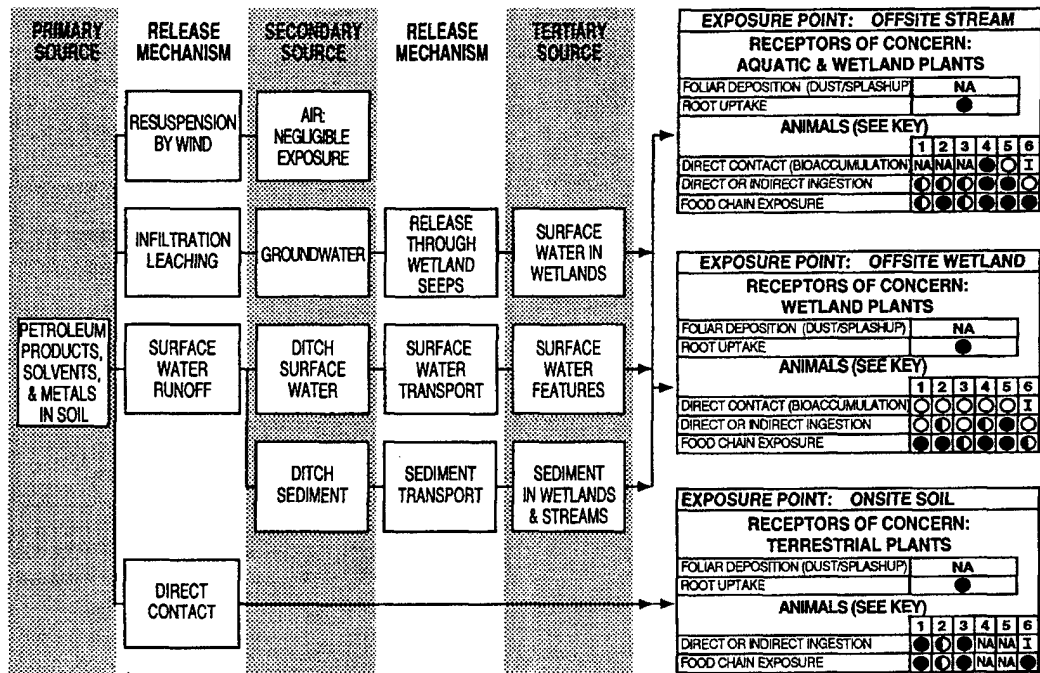 PRIMARY SOURCE
RELEASE MECHANISM
SECONDARY SOURCE
RELEASE MECHANISM
TERTIARY SOURCE
PETROLEUM
PRODUCTS,
SOLVENTS,
& METALS
IN SOIL
RESUSPENSION
BY WIND
AIR:
NEGLIGIBLE
EXPOSURE
INFILTRATION
LEACHING
GROUNDWATER
RELEASE
THROUGH
WETLAND
SEEPS
SURFACE
WATER IN
WETLANDS
SURFACE
WATER
RUNOFF
DITCH
SURFACE
WATER
SURFACE
WATER
TRANSPORT
SURFACE
WATER
FEATURES
DITCH
SEDIMENT
SEDIMENT
TRANSPORT
SEDIMENT
IN WETLANDS
& STREAMS
DIRECT
CONTACT
EXPOSURE POINT: OFFSITE STREAM
RECEPTORS OF CONCERN:
AQUATIC & WETLAND PLANTS
FOLIAR DEPOSITION (DUST/SPLASHUP) NA
ROOT UPTAKE ●
ANIMALS (SEE KEY)
1 2 3 4 5 6
DIRECT CONTACT (BIOACCUMULATION) NA NA NA ● ○ I
DIRECT OR INDIRECT INGESTION ◐ ◐ ◐ ● ● ○
FOOD CHAIN EXPOSURE ◐ ● ◐ ● ● ●
EXPOSURE POINT: OFFSITE WETLAND
RECEPTORS OF CONCERN:
WETLAND PLANTS
FOLIAR DEPOSITION (DUST/SPLASHUP) NA
ROOT UPTAKE ●
ANIMALS (SEE KEY)
1 2 3 4 5 6
DIRECT CONTACT (BIOACCUMULATION) ○ ○ ○ ○ ○ I
DIRECT OR INDIRECT INGESTION ○ ◐ ○ ◐ ● ○
FOOD CHAIN EXPOSURE ● ● ◐ ● ● ◐
EXPOSURE POINT: ONSITE SOIL
RECEPTORS OF CONCERN:
TERRESTRIAL PLANTS
FOLIAR DEPOSITION (DUST/SPLASHUP) NA
ROOT UPTAKE ●
ANIMALS (SEE KEY)
1 2 3 4 5 6
DIRECT OR INDIRECT INGESTION ● ◐ ● NA NA I
FOOD CHAIN EXPOSURE ● ◐ ● NA NA ●